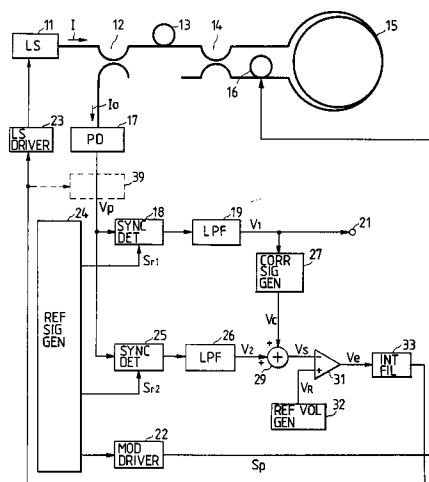 11
LS
I
12
13
14
15
16
Io
17
PD
23
LS
DRIVER
39
Vp
24
REF
SIG
GEN
18
SYNC
DET
19
LPF
V1
21
Sr1
27
CORR
SIG
GEN
Vc
25
SYNC
DET
26
LPF
V2
+
+
+
29
Vs
-
+
31
Ve
33
INT
FIL
VR
REF VOL
GEN
32
Sr2
22
MOD
DRIVER
Sp